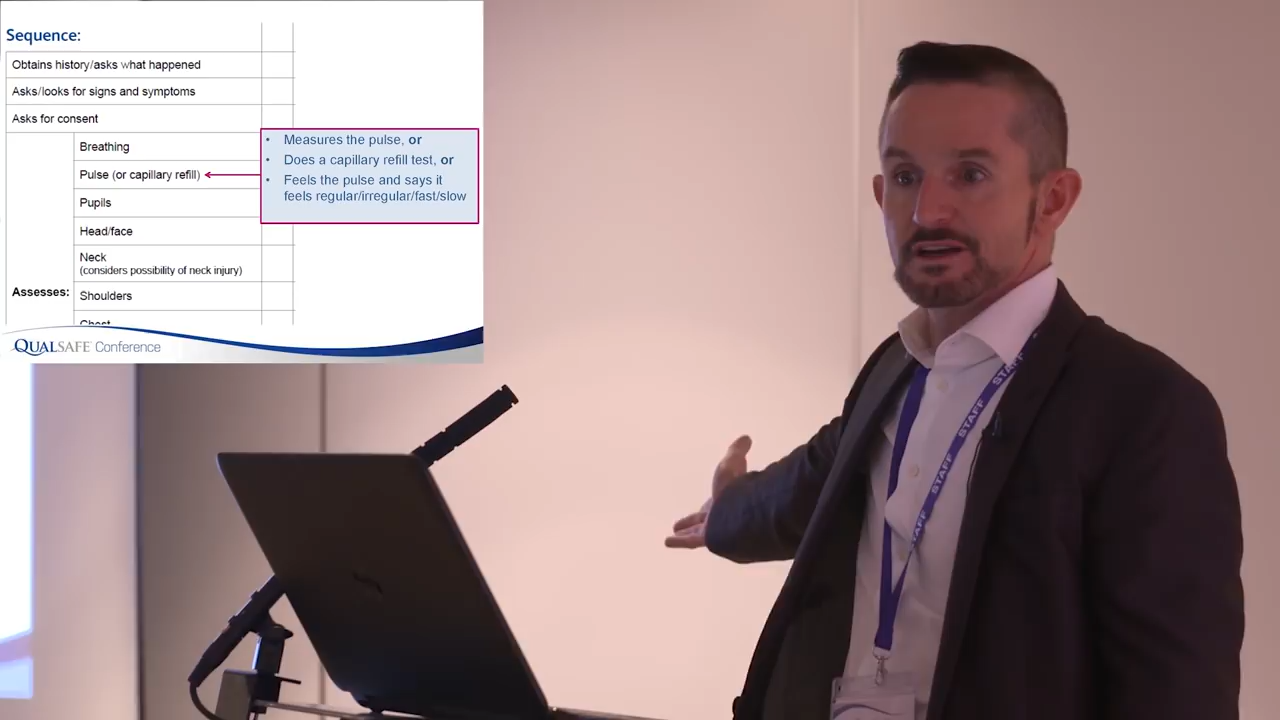 Sequence:
Obtains history/asks what happened
Asks/looks for signs and symptoms
Asks for consent
Breathing
Pulse (or capillary refill)
Pupils
Head/face
Neck
(considers possibility of neck injury)
Assesses:
Shoulders
Chest
• Measures the pulse, or
• Does a capillary refill test, or
• Feels the pulse and says it
feels regular/irregular/fast/slow
QUALSAFE Conference
STAFF
STAFF
STAFF